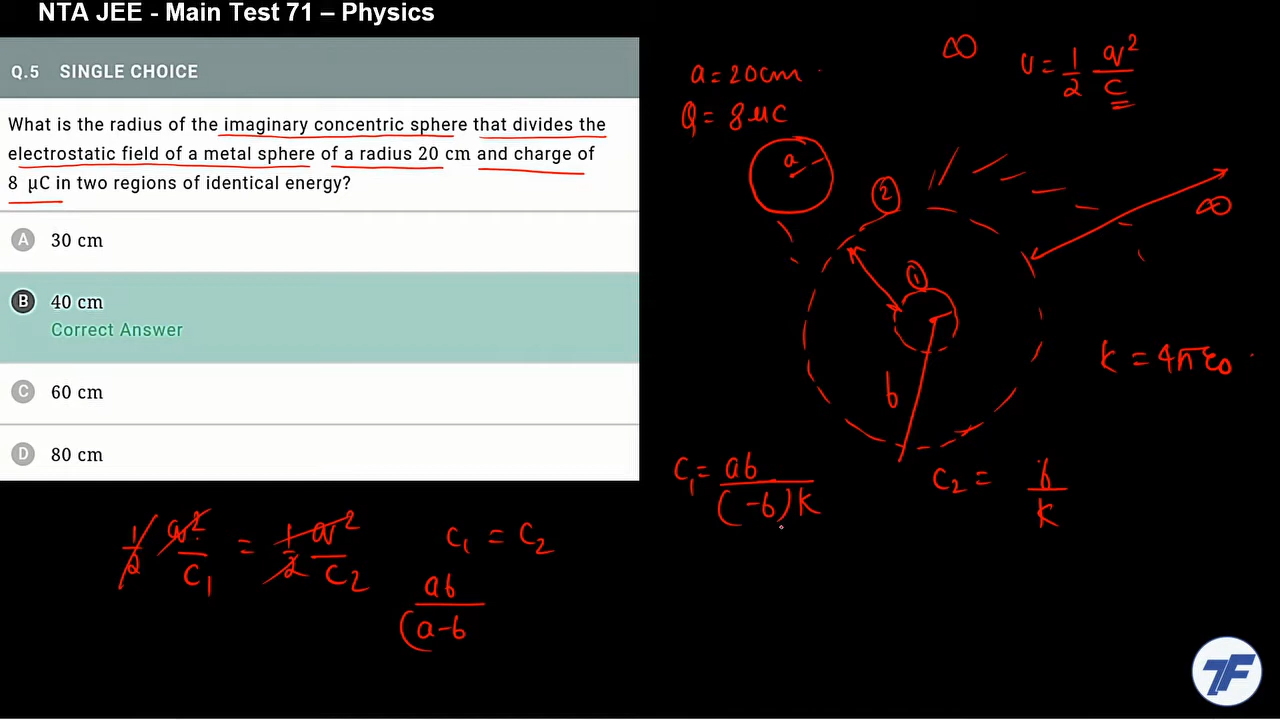 NTA JEE - Main Test 71 – Physics
Q.5 SINGLE CHOICE
What is the radius of the imaginary concentric sphere that divides the
electrostatic field of a metal sphere of a radius 20 cm and charge of
8 μC in two regions of identical energy?
A 30 cm
B 40 cm
Correct Answer
C 60 cm
D 80 cm
a = 20cm
Q = 8μC
∞
U = 1/2 q²/C
a
②
①
∞
b
K = 4πε0
C1 = ab/(-b)K
C2 = b/K
1/2 q²/C1 = 1/2 q²/C2
C1 = C2
ab/(a-b
7F